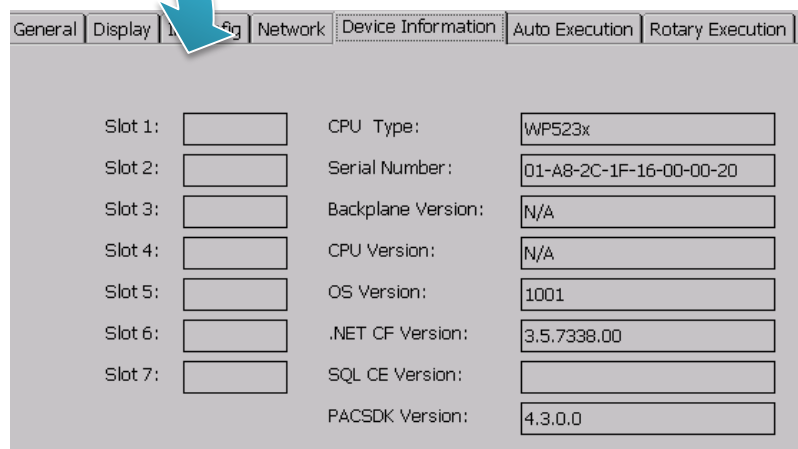 General Display Network Device Information Auto Execution Rotary Execution
Slot 1: CPU Type: WP523x
Slot 2: Serial Number: 01-A8-2C-1F-16-00-00-20
Slot 3: Backplane Version: N/A
Slot 4: CPU Version: N/A
Slot 5: OS Version: 1001
Slot 6: .NET CF Version: 3.5.7338.00
Slot 7: SQL CE Version:
PACSDK Version: 4.3.0.0